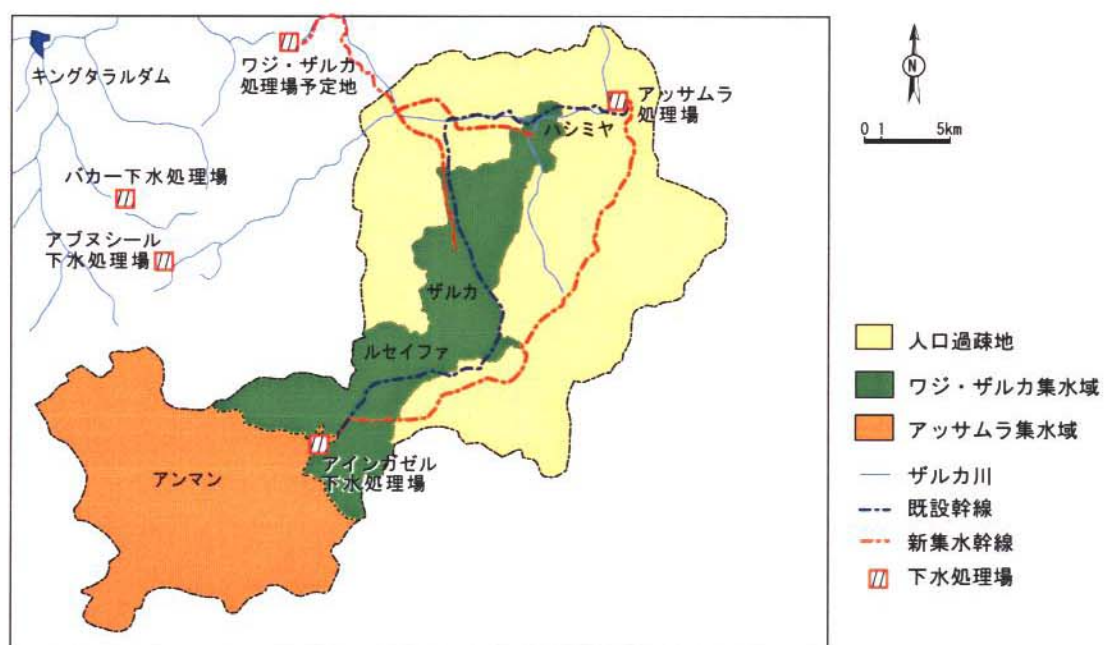 キングタラルダム
ワジ・ザルカ
処理場予定地
アッサムラ
処理場
ハシミヤ
バカー下水処理場
アブヌシール
下水処理場
ザルカ
ルセイファ
アインガゼル
下水処理場
アンマン
N
0 1 5km
人口過疎地
ワジ・ザルカ集水域
アッサムラ集水域
ザルカ川
既設幹線
新集水幹線
下水処理場